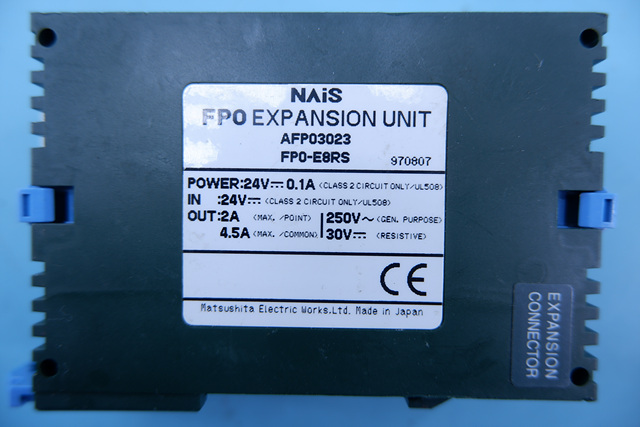 NAiS
FP0 EXPANSION UNIT
AFP03023
FP0-E8RS 970807
POWER:24V⎓0.1A <CLASS 2 CIRCUIT ONLY/UL508>
IN :24V⎓ <CLASS 2 CIRCUIT ONLY/UL508>
OUT:2A <MAX. /POINT> 250V~ <GEN. PURPOSE>
4.5A <MAX. /COMMON> 30V⎓ <RESISTIVE>
CE
Matsushita Electric Works,Ltd. Made in Japan
EXPANSION
CONNECTOR